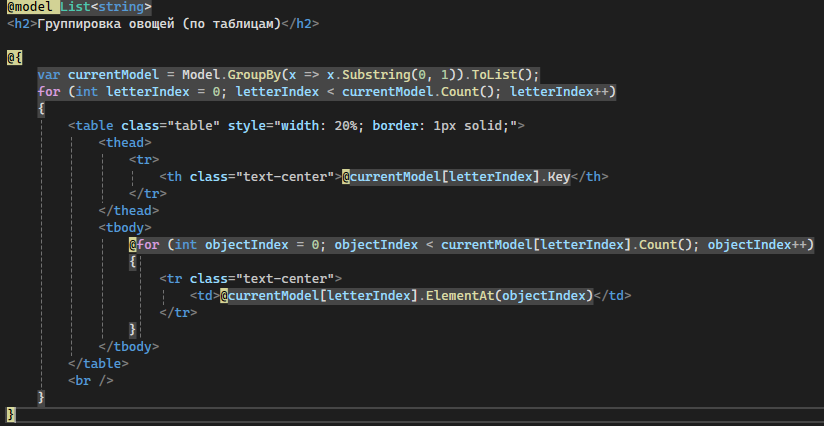 @model List<string>
<h2>Группировка овощей (по таблицам)</h2>
@{
var currentModel = Model.GroupBy(x => x.Substring(0, 1)).ToList();
for (int letterIndex = 0; letterIndex < currentModel.Count(); letterIndex++)
{
<table class="table" style="width: 20%; border: 1px solid;">
<thead>
<tr>
<th class="text-center">@currentModel[letterIndex].Key</th>
</tr>
</thead>
<tbody>
@for (int objectIndex = 0; objectIndex < currentModel[letterIndex].Count(); objectIndex++)
{
<tr class="text-center">
<td>@currentModel[letterIndex].ElementAt(objectIndex)</td>
</tr>
}
</tbody>
</table>
<br />
}
}